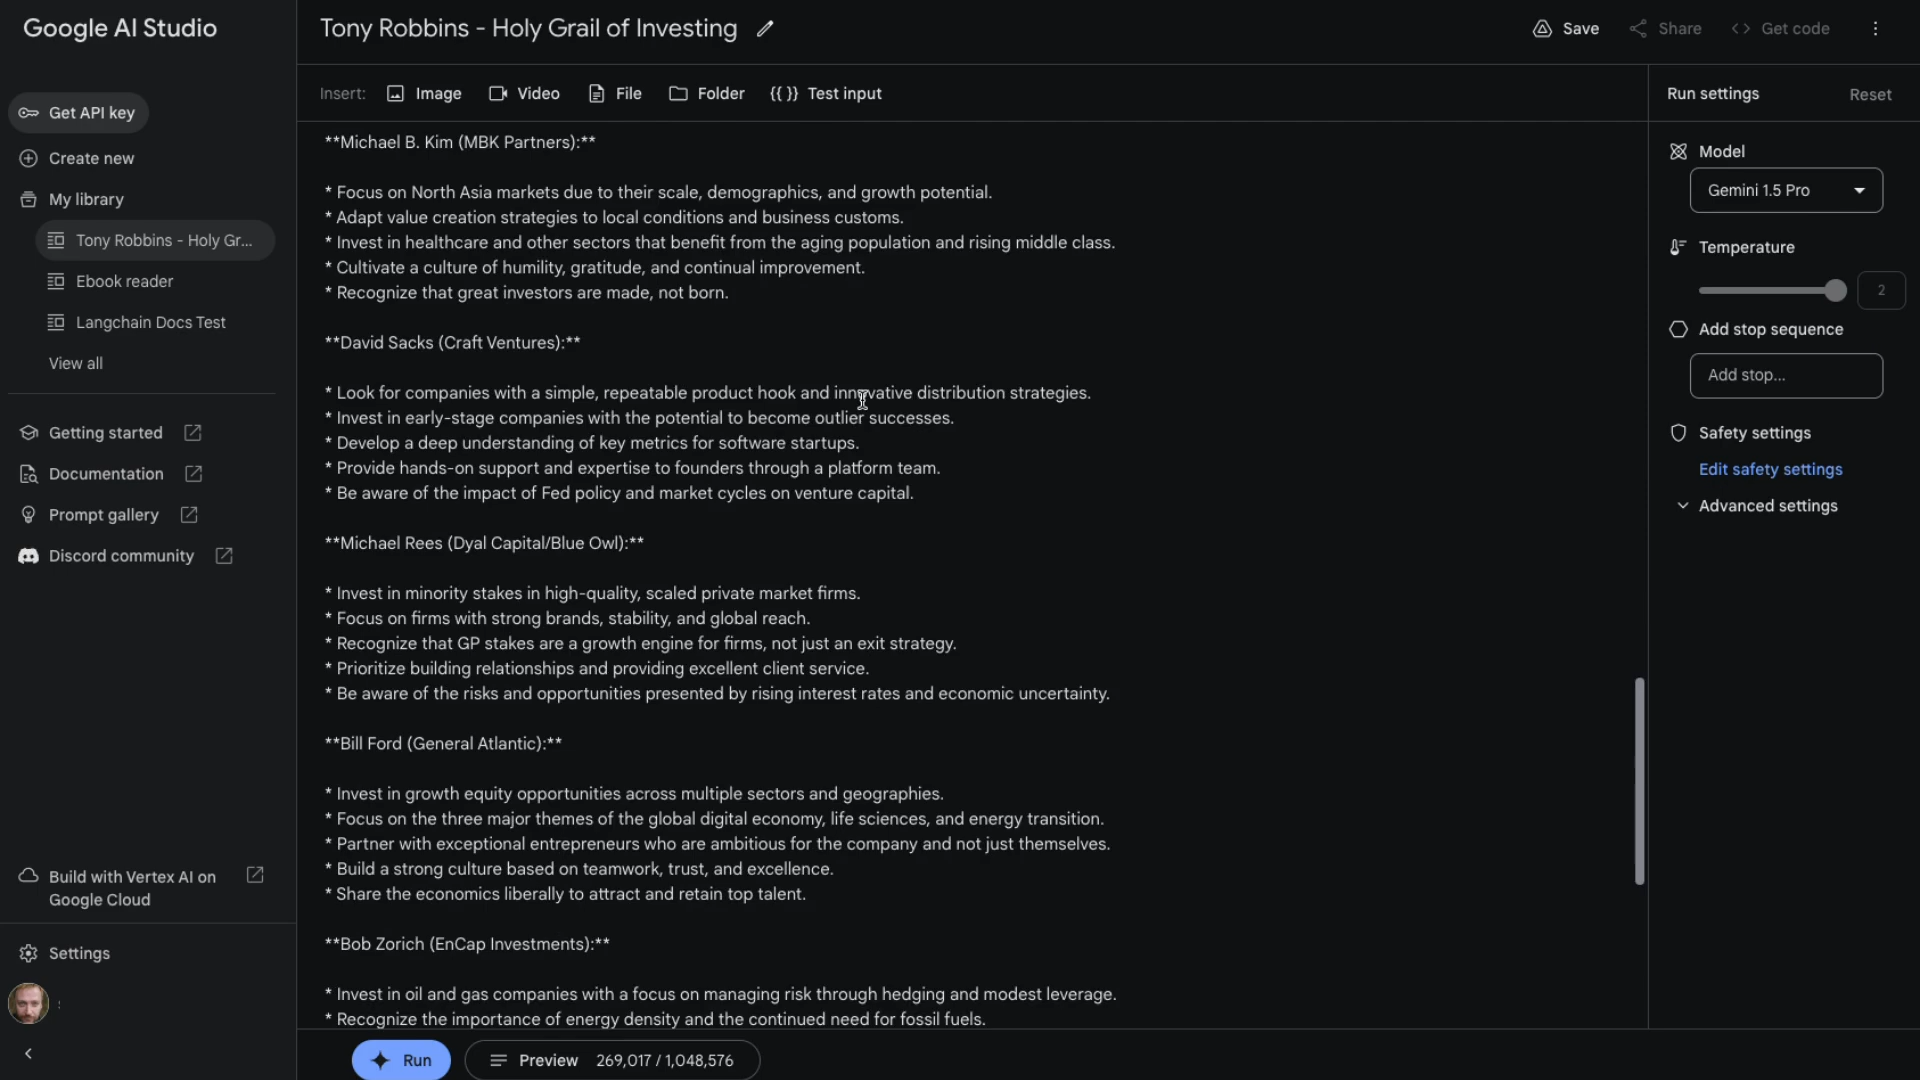 Google AI Studio
Get API key
Create new
My library
Tony Robbins - Holy Gr...
Ebook reader
Langchain Docs Test
View all
Getting started
Documentation
Prompt gallery
Discord community
Build with Vertex AI on
Google Cloud
Settings
Tony Robbins - Holy Grail of Investing
Save
Share
<> Get code
Insert:
Image
Video
File
Folder
{{ }} Test input
**Michael B. Kim (MBK Partners):**
* Focus on North Asia markets due to their scale, demographics, and growth potential.
* Adapt value creation strategies to local conditions and business customs.
* Invest in healthcare and other sectors that benefit from the aging population and rising middle class.
* Cultivate a culture of humility, gratitude, and continual improvement.
* Recognize that great investors are made, not born.
**David Sacks (Craft Ventures):**
* Look for companies with a simple, repeatable product hook and innovative distribution strategies.
* Invest in early-stage companies with the potential to become outlier successes.
* Develop a deep understanding of key metrics for software startups.
* Provide hands-on support and expertise to founders through a platform team.
* Be aware of the impact of Fed policy and market cycles on venture capital.
**Michael Rees (Dyal Capital/Blue Owl):**
* Invest in minority stakes in high-quality, scaled private market firms.
* Focus on firms with strong brands, stability, and global reach.
* Recognize that GP stakes are a growth engine for firms, not just an exit strategy.
* Prioritize building relationships and providing excellent client service.
* Be aware of the risks and opportunities presented by rising interest rates and economic uncertainty.
**Bill Ford (General Atlantic):**
* Invest in growth equity opportunities across multiple sectors and geographies.
* Focus on the three major themes of the global digital economy, life sciences, and energy transition.
* Partner with exceptional entrepreneurs who are ambitious for the company and not just themselves.
* Build a strong culture based on teamwork, trust, and excellence.
* Share the economics liberally to attract and retain top talent.
**Bob Zorich (EnCap Investments):**
* Invest in oil and gas companies with a focus on managing risk through hedging and modest leverage.
* Recognize the importance of energy density and the continued need for fossil fuels.
Run
Preview 269,017 / 1,048,576
Run settings
Reset
Model
Gemini 1.5 Pro
Temperature
2
Add stop sequence
Add stop...
Safety settings
Edit safety settings
Advanced settings